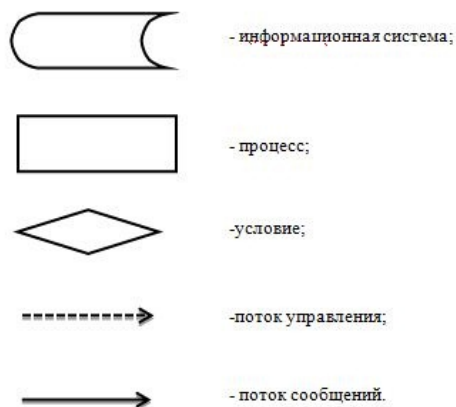 - информационная система;
- процесс;
-условие;
-поток управления;
- поток сообщений.